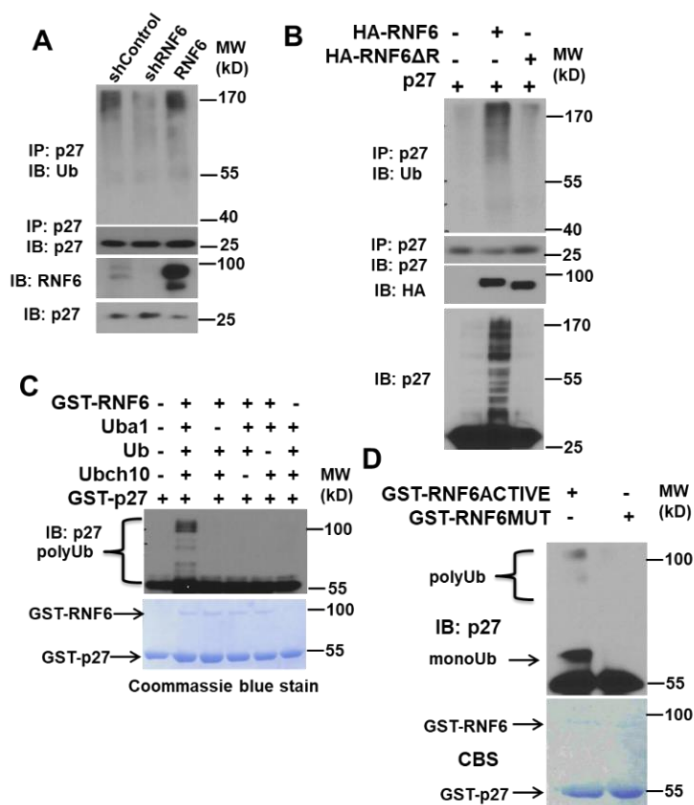 A
shControl
shRNF6
RNF6
MW
(kD)
170
IP: p27
IB: Ub
55
40
IP: p27
IB: p27
25
100
IB: RNF6
IB: p27
25
B
HA-RNF6 - + -
HA-RNF6ΔR - - +
p27 + + +
MW
(kD)
170
IP: p27
IB: Ub
55
40
IP: p27
IB: p27
25
100
IB: HA
170
IB: p27
55
25
C
GST-RNF6 - + + + + -
Uba1 - + - + + +
Ub - + + + - +
Ubch10 - + + - + +
GST-p27 + + + + + +
MW
(kD)
IB: p27
polyUb
100
55
GST-RNF6
100
GST-p27
55
Coommassie blue stain
D
GST-RNF6ACTIVE + -
GST-RNF6MUT - +
MW
(kD)
polyUb
100
IB: p27
monoUb
55
GST-RNF6
100
CBS
GST-p27
55